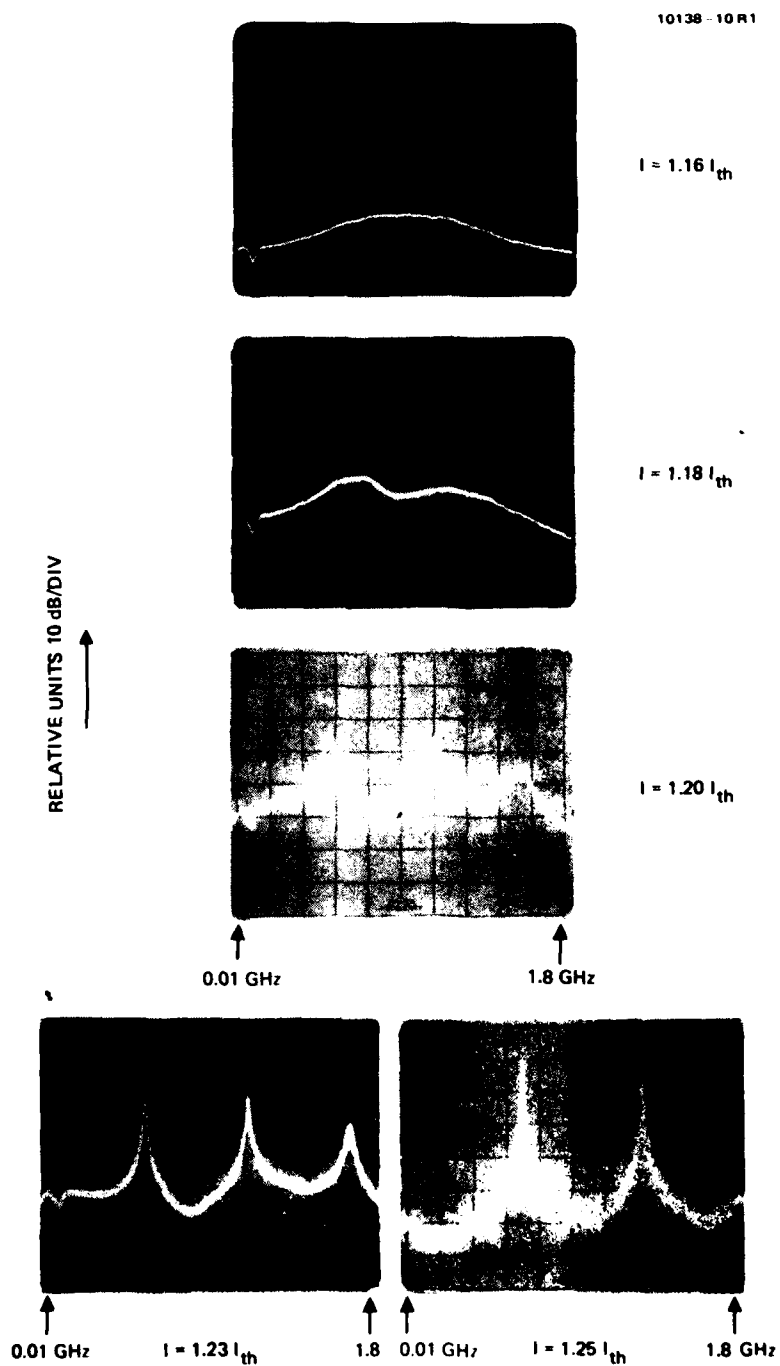 10138-10R1
I = 1.16 I_th
I = 1.18 I_th
RELATIVE UNITS 10 dB/DIV
I = 1.20 I_th
0.01 GHz 1.8 GHz
0.01 GHz I = 1.23 I_th 1.8 0.01 GHz I = 1.25 I_th 1.8 GHz